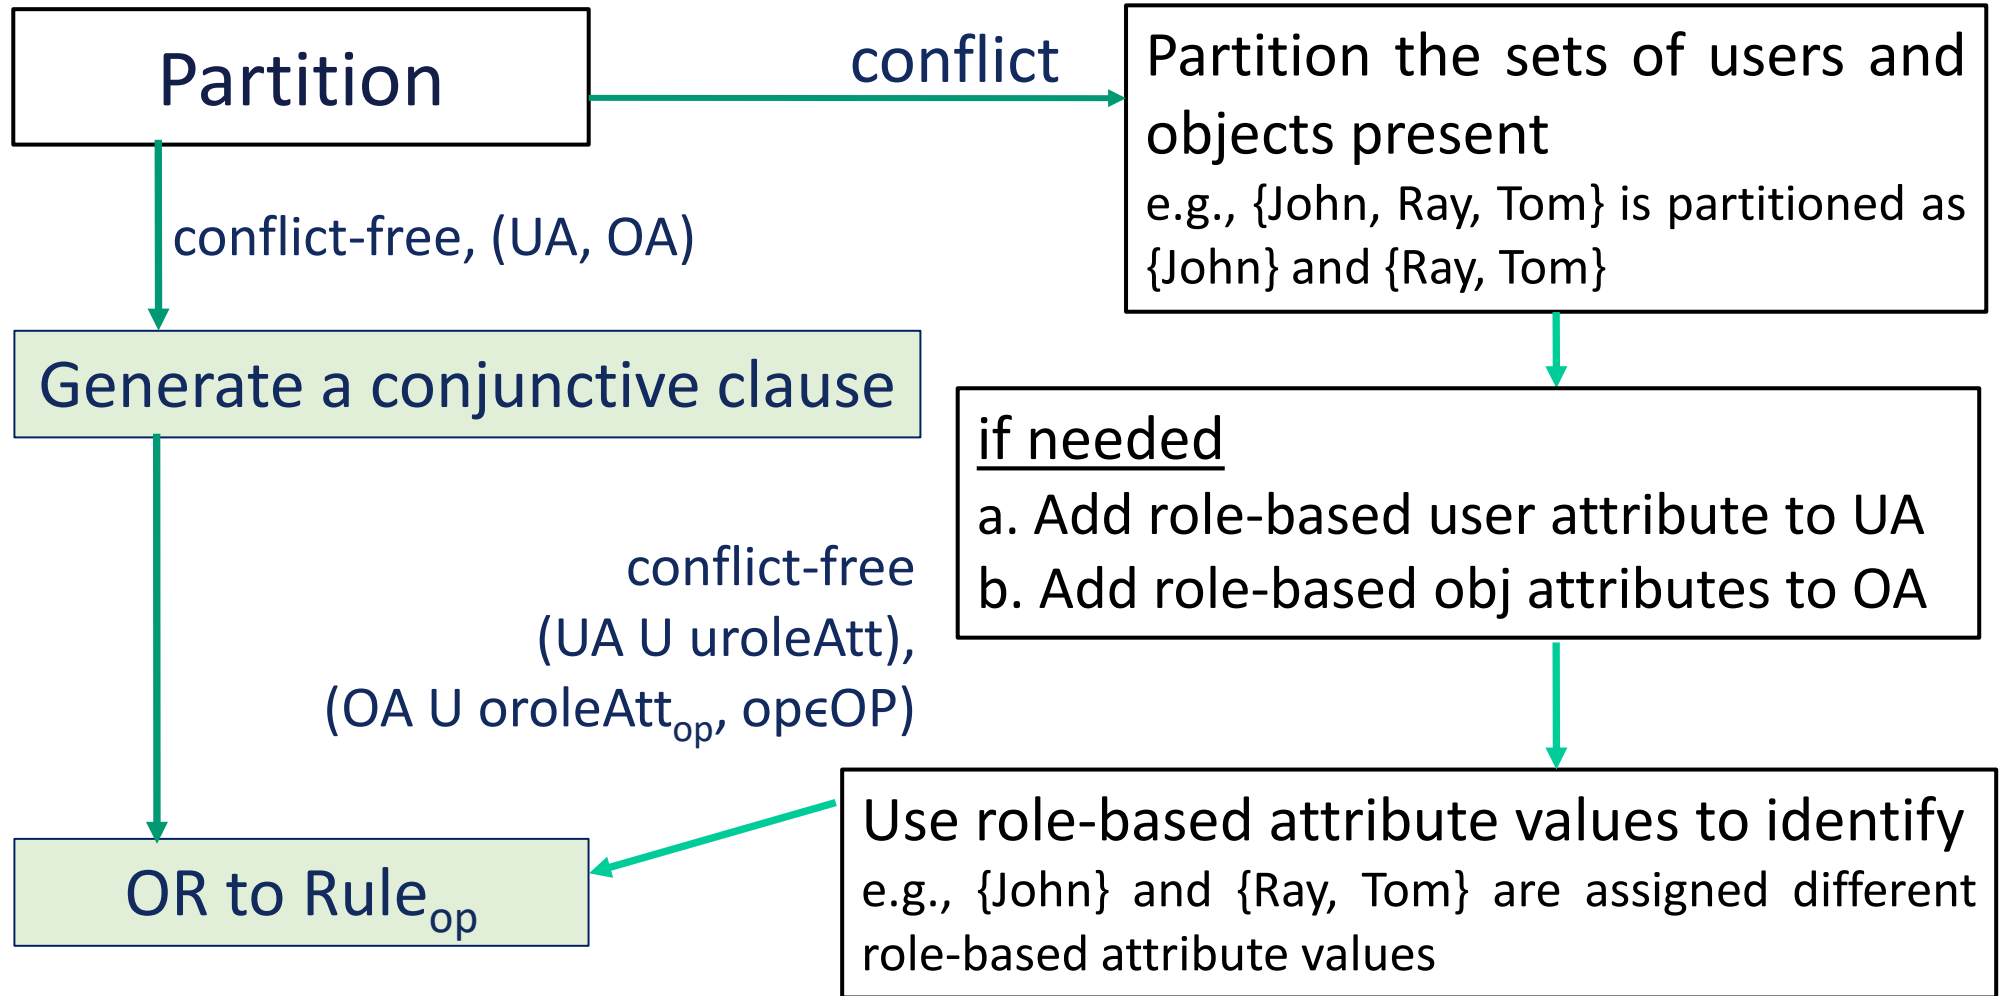 Partition
conflict
Partition the sets of users and
objects present
e.g., {John, Ray, Tom} is partitioned as
{John} and {Ray, Tom}
conflict-free, (UA, OA)
Generate a conjunctive clause
if needed
a. Add role-based user attribute to UA
b. Add role-based obj attributes to OA
conflict-free
(UA U uroleAtt),
(OA U oroleAttop, opϵOP)
Use role-based attribute values to identify
e.g., {John} and {Ray, Tom} are assigned different
role-based attribute values
OR to Ruleop